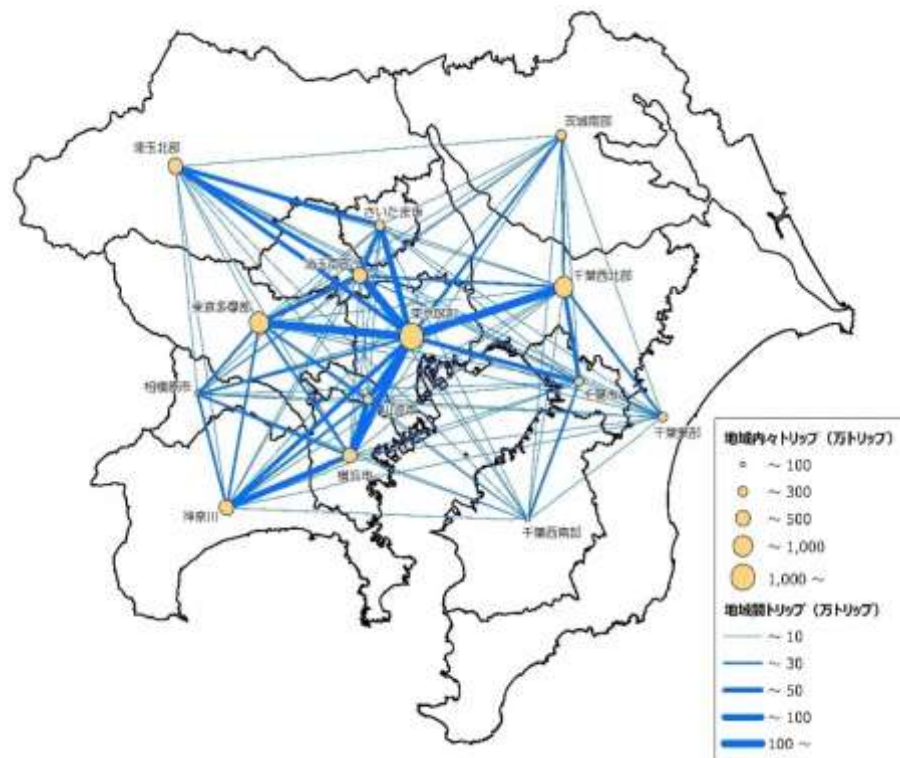 茨城南部
埼玉北部
さいたま市
埼玉南部
千葉西北部
東京区部
東京多摩部
相模原市
千葉市
川崎市
千葉東部
横浜市
神奈川
千葉西南部
地域内々トリップ（万トリップ）
～ 100
～ 300
～ 500
～ 1,000
1,000 ～
地域間トリップ（万トリップ）
～ 10
～ 30
～ 50
～ 100
100 ～